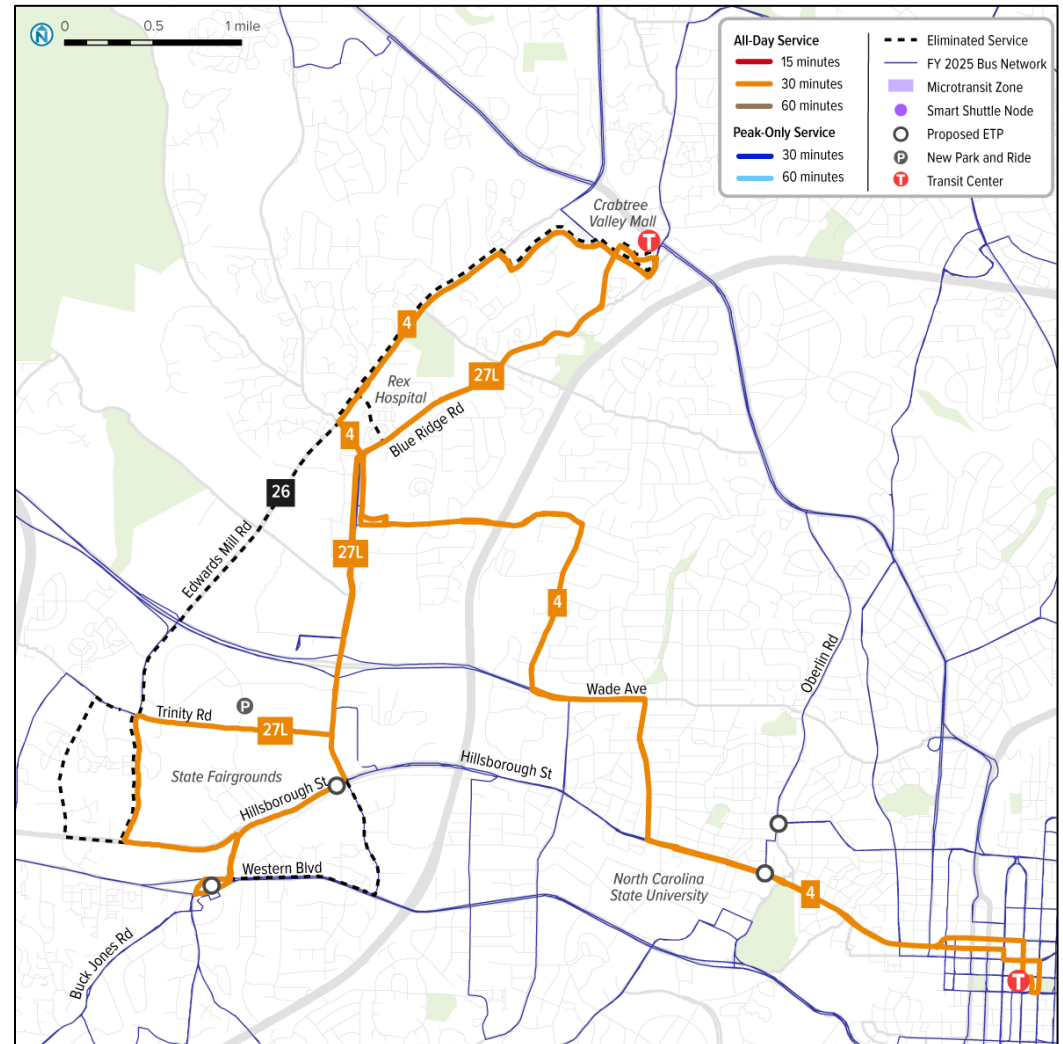 N
0 0.5 1 mile
All-Day Service
15 minutes
30 minutes
60 minutes
Peak-Only Service
30 minutes
60 minutes
Eliminated Service
FY 2025 Bus Network
Microtransit Zone
Smart Shuttle Node
Proposed ETP
P New Park and Ride
T Transit Center
Crabtree
Valley Mall
T
4
27L
Rex
Hospital
Blue Ridge Rd
4
26
27L
Edwards Mill Rd
4
Oberlin Rd
Wade Ave
P
Trinity Rd
27L
State Fairgrounds
Hillsborough St
Hillsborough St
Western Blvd
North Carolina
State University
4
Buck Jones Rd
T